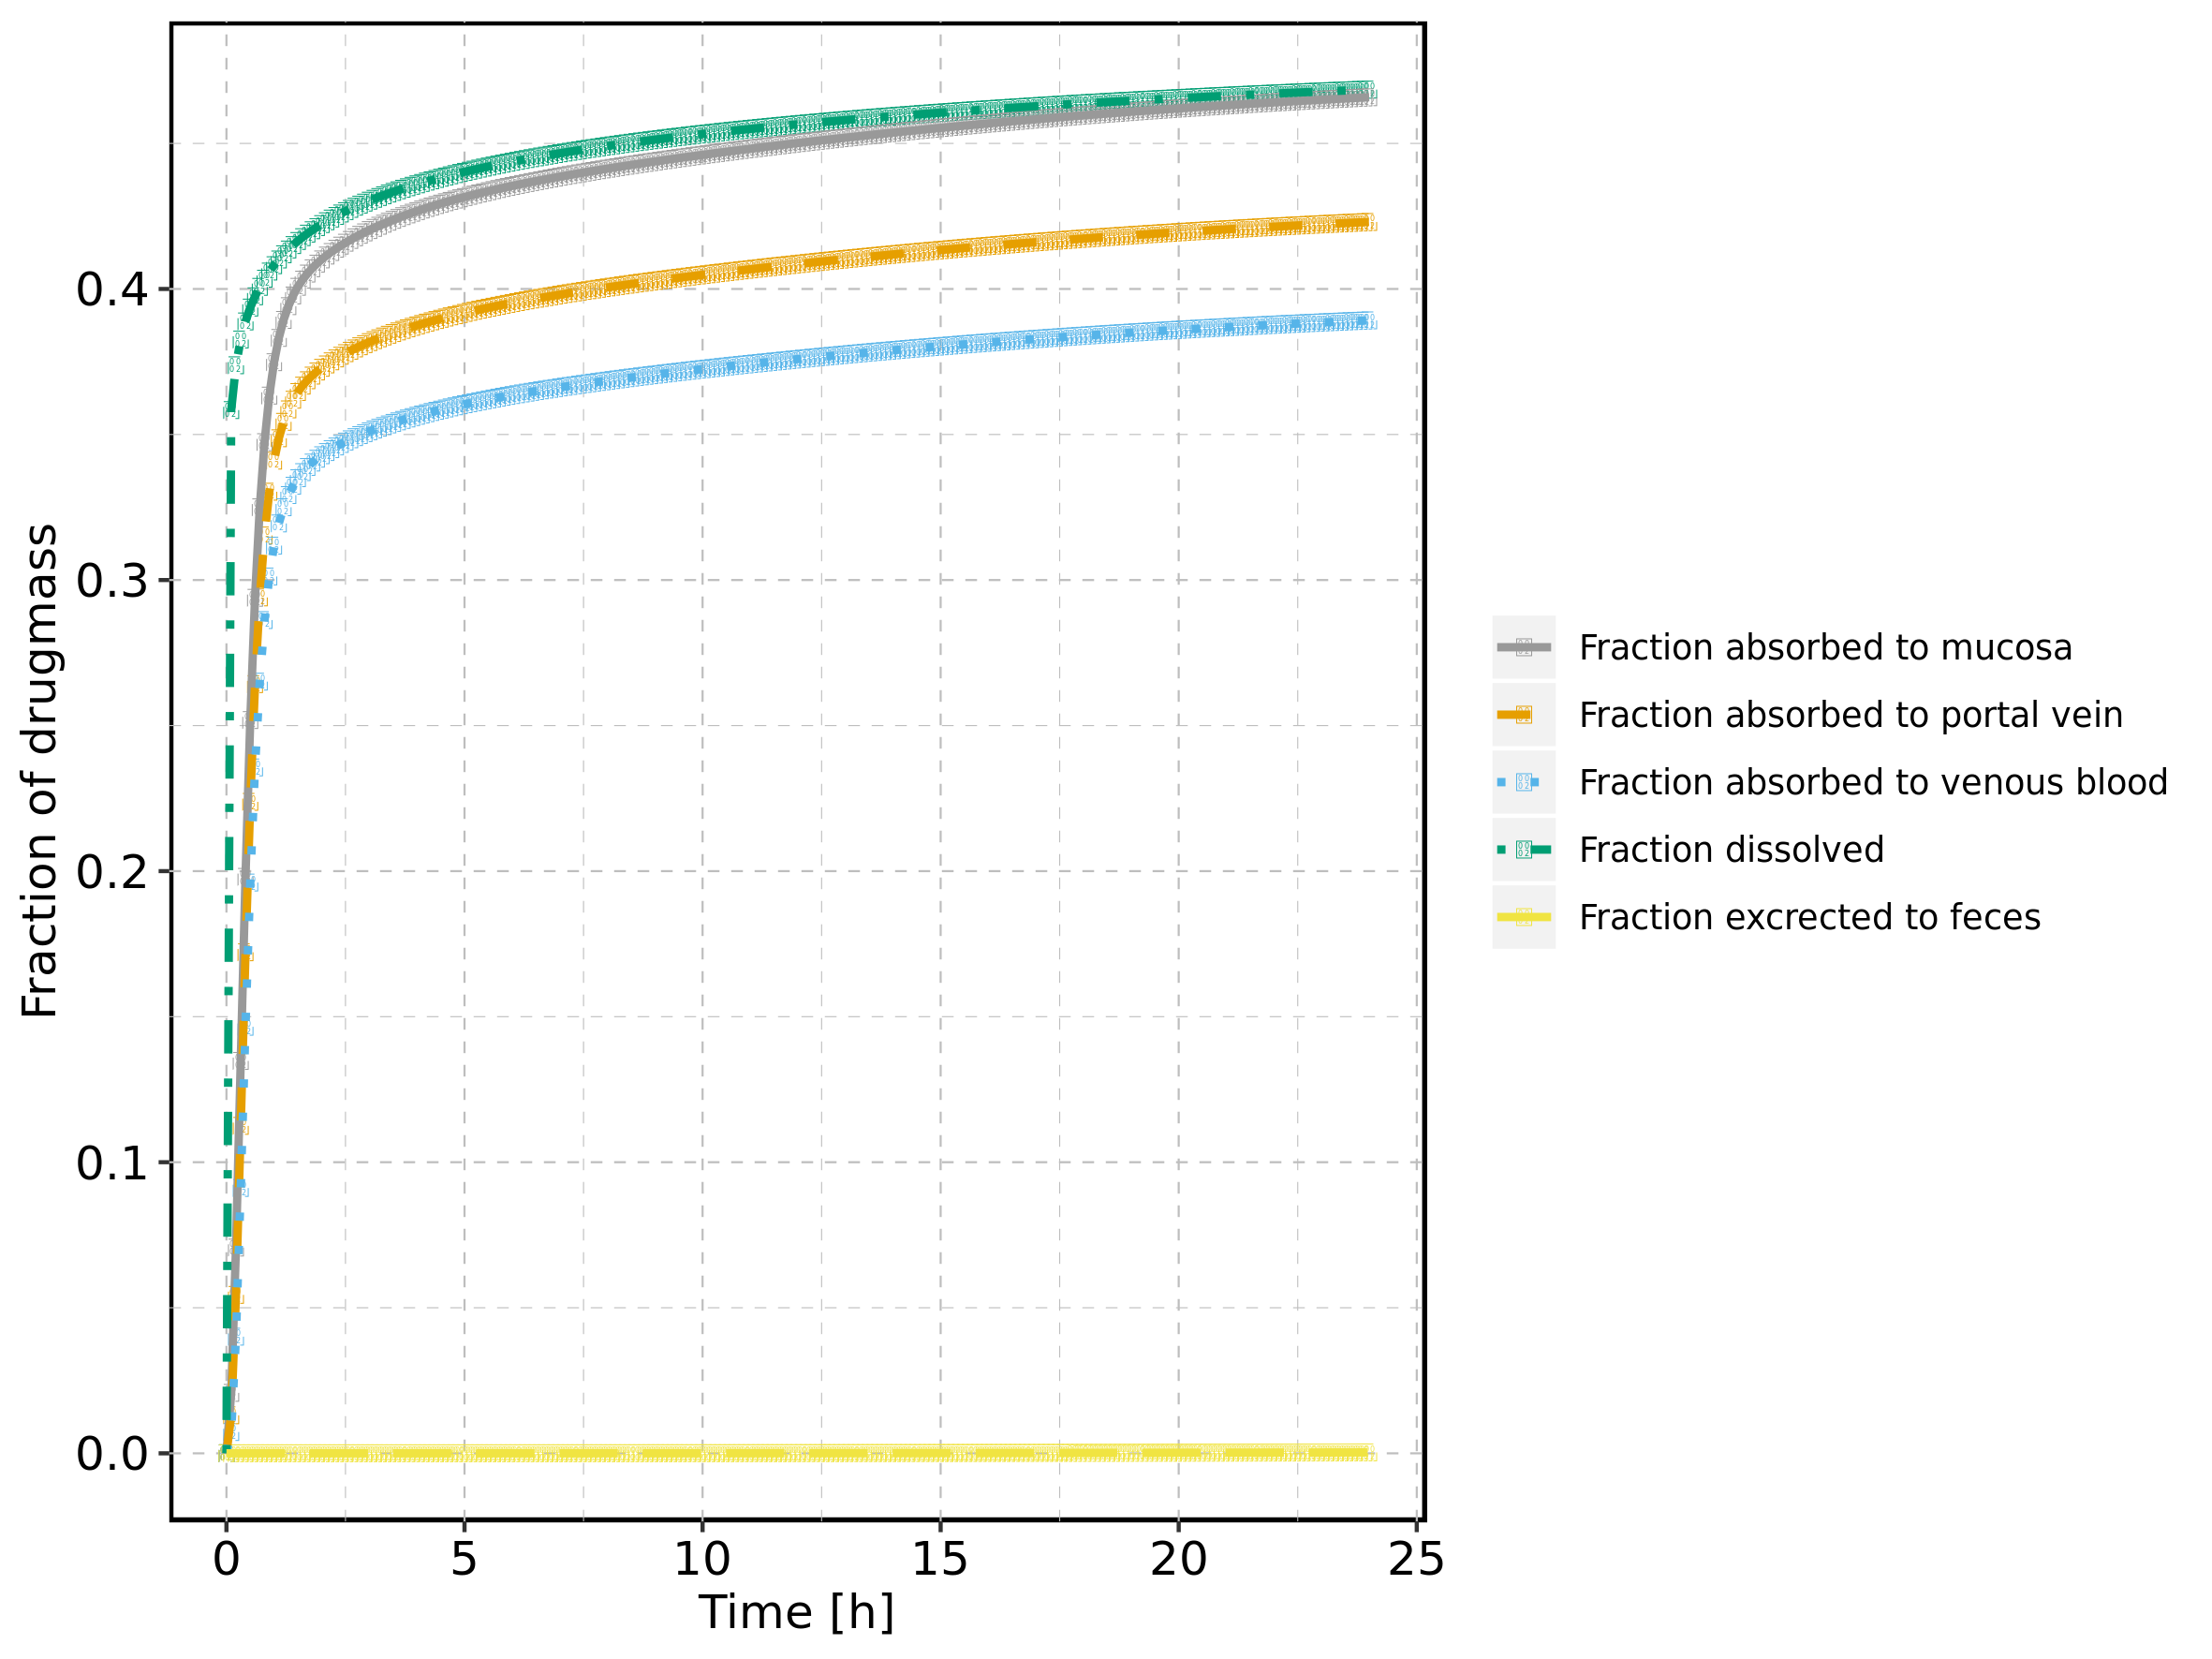 Fraction of drugmass
0.4
0.3
0.2
0.1
0.0
0 5 10 15 20 25
Time [h]
Fraction absorbed to mucosa
Fraction absorbed to portal vein
Fraction absorbed to venous blood
Fraction dissolved
Fraction excrected to feces